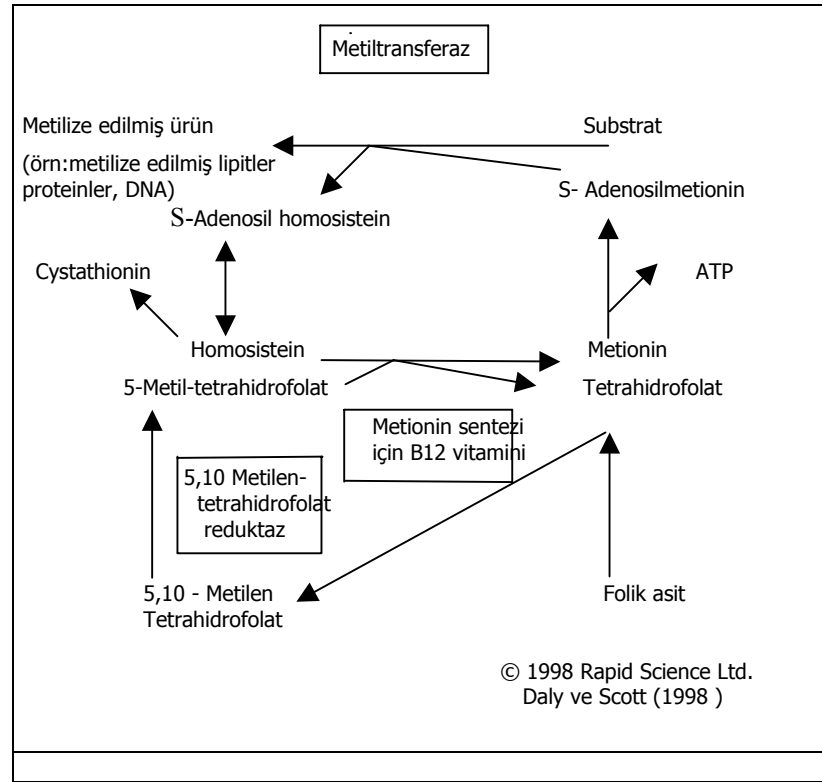 Metiltransferaz
Metilize edilmiş ürün
Substrat
(örn:metilize edilmiş lipitler
proteinler, DNA)
S- Adenosilmetionin
S-Adenosil homosistein
Cystathionin
ATP
Homosistein
Metionin
5-Metil-tetrahidrofolat
Tetrahidrofolat
Metionin sentezi
için B12 vitamini
5,10 Metilen-
tetrahidrofolat
reduktaz
5,10 - Metilen
Tetrahidrofolat
Folik asit
© 1998 Rapid Science Ltd.
Daly ve Scott (1998 )